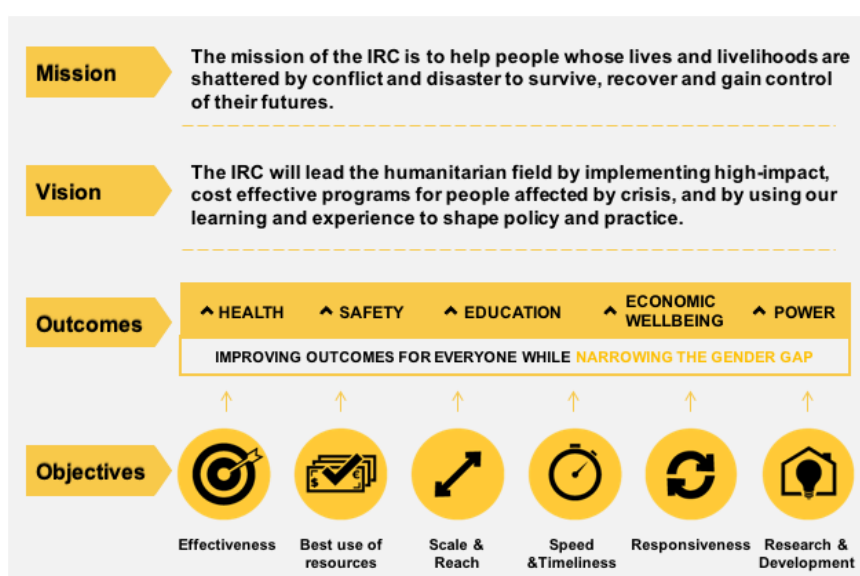 Mission
The mission of the IRC is to help people whose lives and livelihoods are
shattered by conflict and disaster to survive, recover and gain control
of their futures.
Vision
The IRC will lead the humanitarian field by implementing high-impact,
cost effective programs for people affected by crisis, and by using our
learning and experience to shape policy and practice.
Outcomes
HEALTH
SAFETY
EDUCATION
ECONOMIC
WELLBEING
POWER
IMPROVING OUTCOMES FOR EVERYONE WHILE NARROWING THE GENDER GAP
Objectives
$ €
Effectiveness
Best use of
resources
Scale &
Reach
Speed
&Timeliness
Responsiveness
Research &
Development